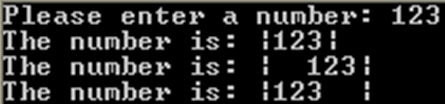 Please enter a number: 123
The number is: |123|
The number is: |  123|
The number is: |123  |